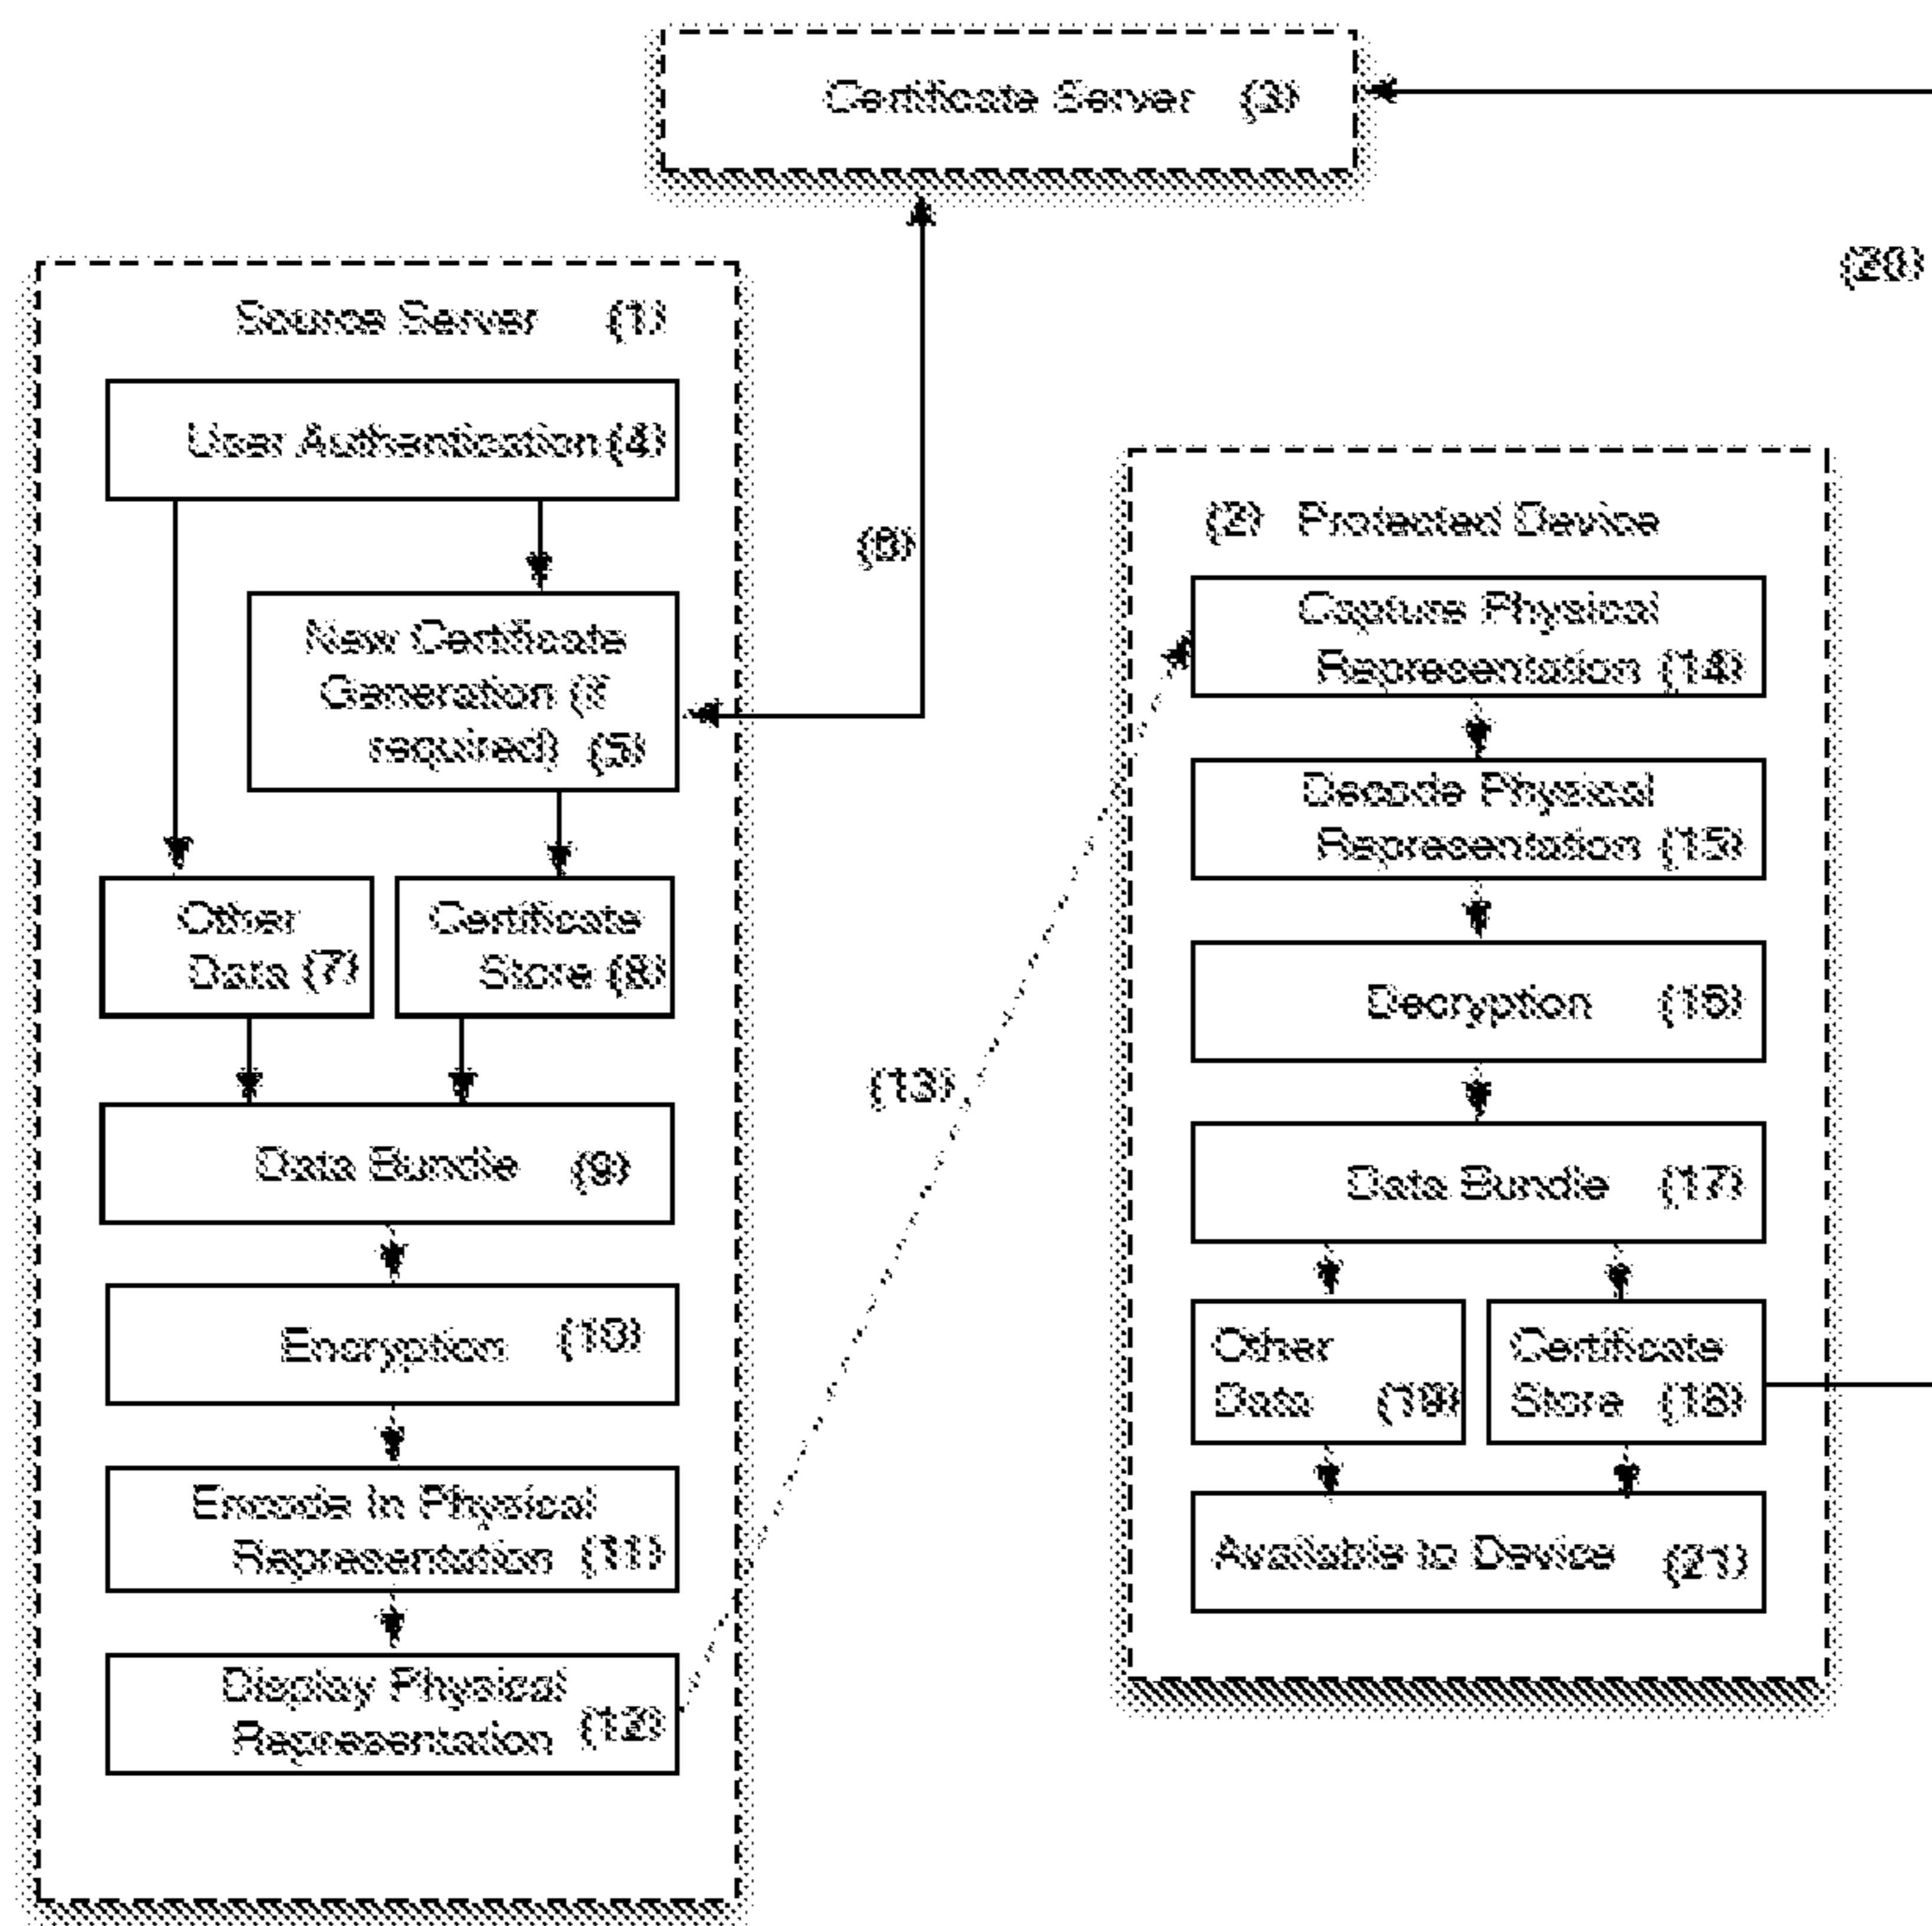 Certificate Server (3)
(20)
Source Server (1)
User Authentication (4)
New Certificate
Generation (if
required) (5)
(6)
Other
Data (7)
Certificate
Store (8)
Data Bundle (9)
Encryption (10)
Encode in Physical
Representation (11)
Display Physical
Representation (12)
(13)
(2) Protected Device
Capture Physical
Representation (14)
Decode Physical
Representation (15)
Decryption (16)
Data Bundle (17)
Other
Data (19)
Certificate
Store (18)
Available to Device (21)